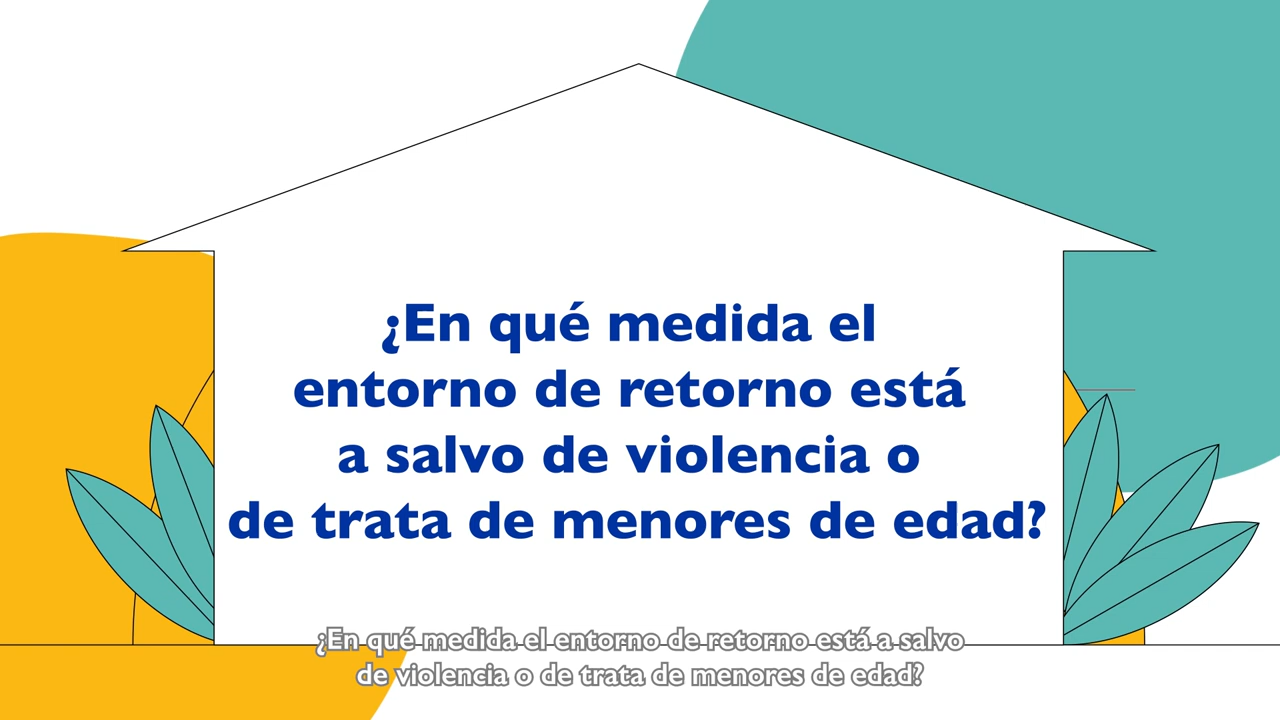 ¿En qué medida el
entorno de retorno está
a salvo de violencia o
de trata de menores de edad?
¿En qué medida el entorno de retorno está a salvo
de violencia o de trata de menores de edad?